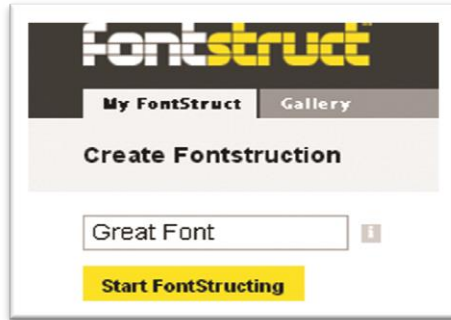 fontstruct
My FontStruct Gallery
Create Fontstruction
Great Font
i
Start FontStructing